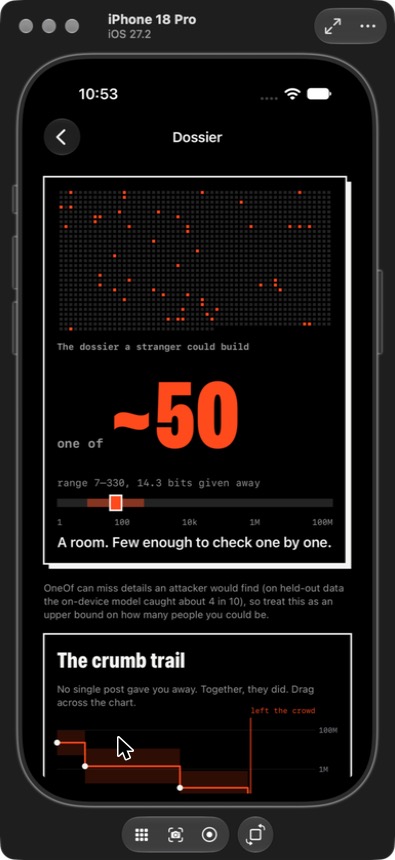 iPhone 18 Pro
iOS 27.2
10:53
Dossier
The dossier a stranger could build
one of ~50
range 7–330, 14.3 bits given away
1 100 10k 1M 100M
A room. Few enough to check one by one.
OneOf can miss details an attacker would find (on held-out data
the on-device model caught about 4 in 10), so treat this as an
upper bound on how many people you could be.
The crumb trail
No single post gave you away. Together, they did. Drag
across the chart.
left the crowd
100M
1M